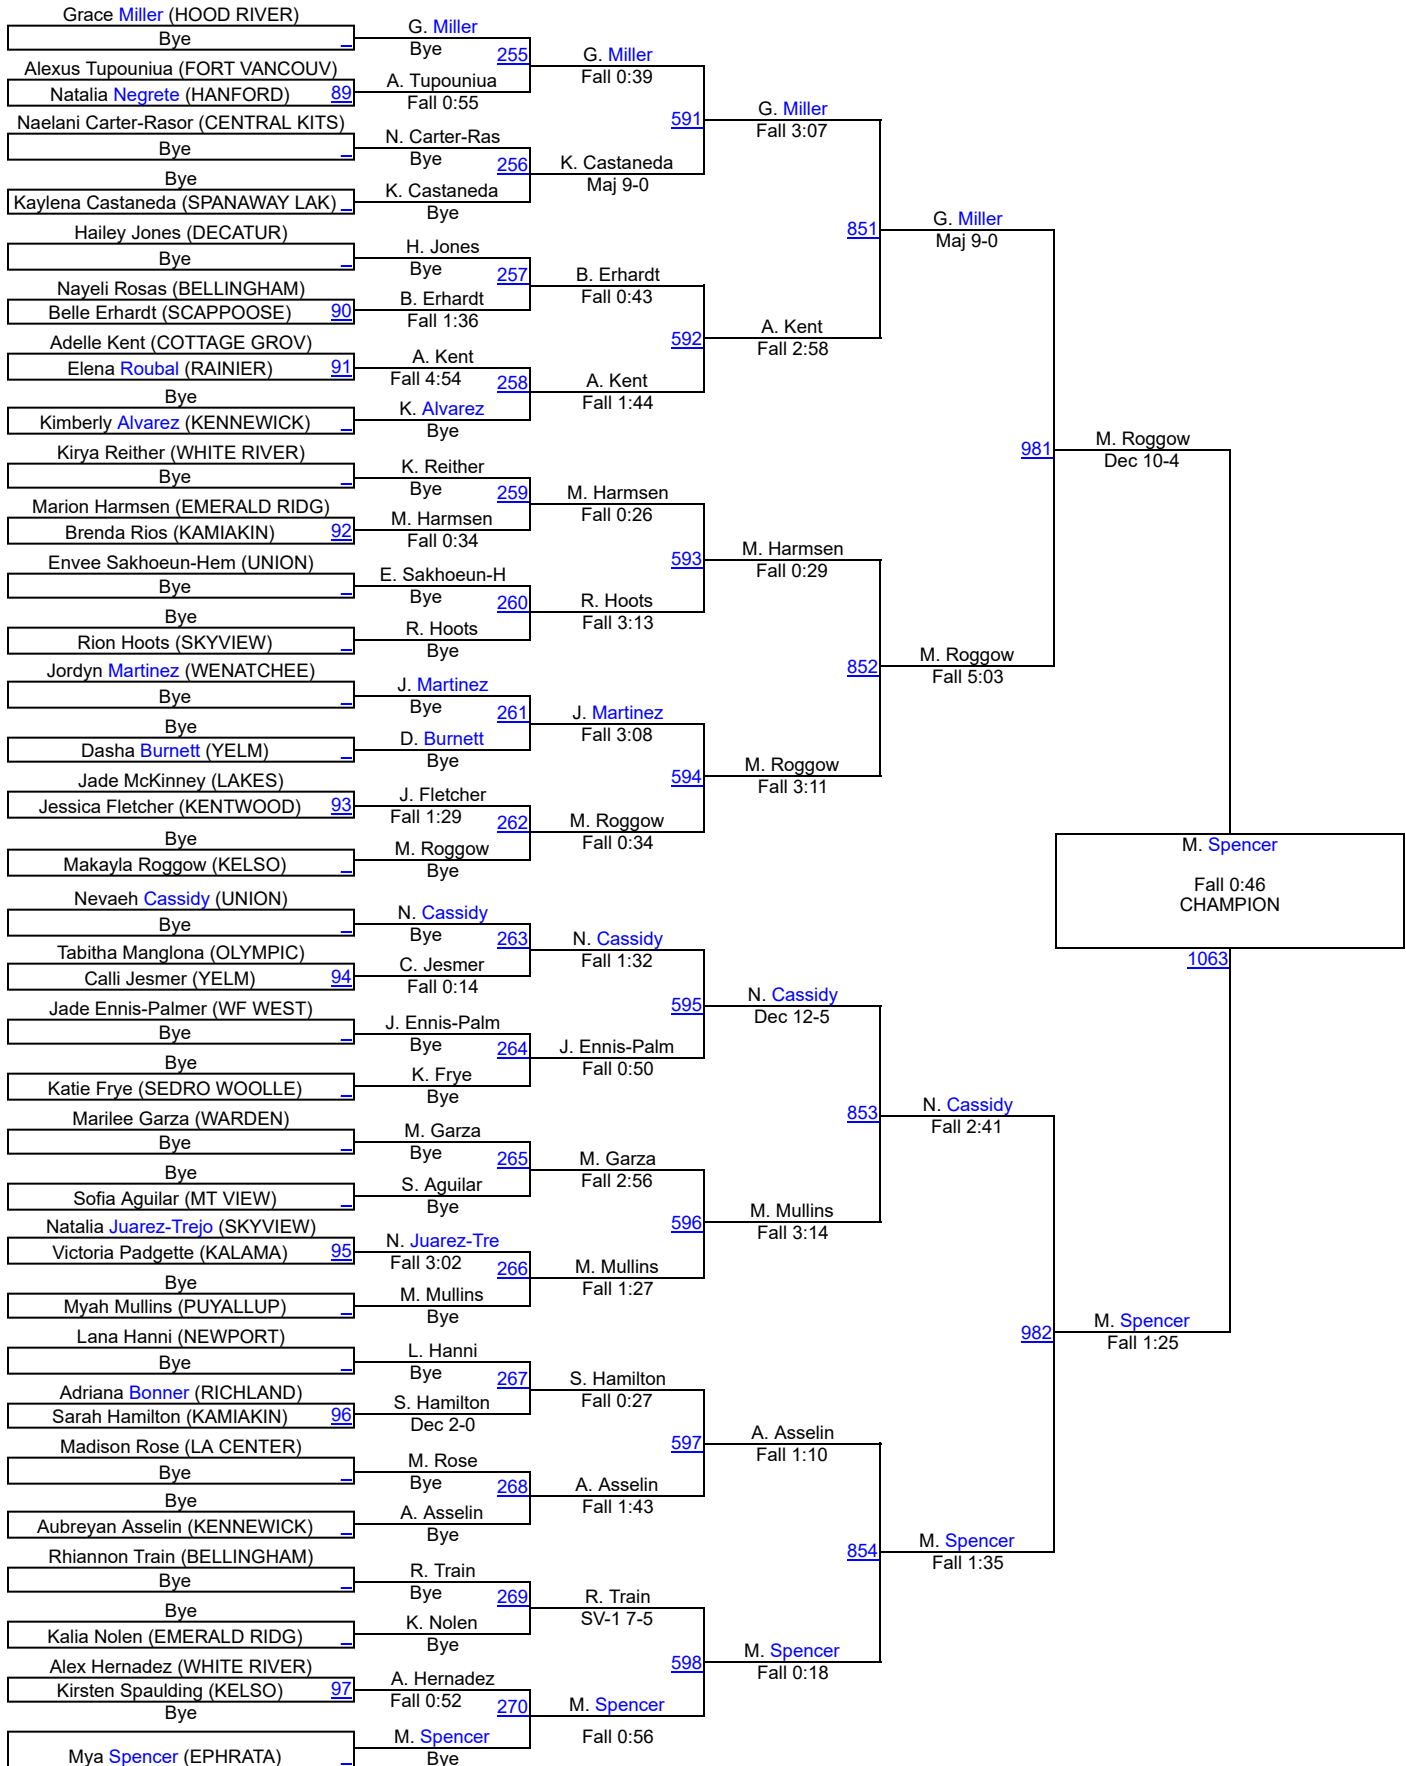 Grace Miller (HOOD RIVER)
Bye
Alexus Tupouniua (FORT VANCOUV)
Natalia Negrete (HANFORD) 89
Naelani Carter-Rasor (CENTRAL KITS)
Bye
Bye
Kaylena Castaneda (SPANAWAY LAK)
Hailey Jones (DECATUR)
Bye
Nayeli Rosas (BELLINGHAM)
Belle Erhardt (SCAPPOOSE) 90
Adelle Kent (COTTAGE GROV)
Elena Roubal (RAINIER) 91
Bye
Kimberly Alvarez (KENNEWICK)
Kirya Reither (WHITE RIVER)
Bye
Marion Harmsen (EMERALD RIDG)
Brenda Rios (KAMIAKIN) 92
Envee Sakhoeun-Hem (UNION)
Bye
Bye
Rion Hoots (SKYVIEW)
Jordyn Martinez (WENATCHEE)
Bye
Bye
Dasha Burnett (YELM)
Jade McKinney (LAKES)
Jessica Fletcher (KENTWOOD) 93
Bye
Makayla Roggow (KELSO)
Nevaeh Cassidy (UNION)
Bye
Tabitha Manglona (OLYMPIC)
Calli Jesmer (YELM) 94
Jade Ennis-Palmer (WF WEST)
Bye
Bye
Katie Frye (SEDRO WOOLLE)
Marilee Garza (WARDEN)
Bye
Bye
Sofia Aguilar (MT VIEW)
Natalia Juarez-Trejo (SKYVIEW)
Victoria Padgette (KALAMA) 95
Bye
Myah Mullins (PUYALLUP)
Lana Hanni (NEWPORT)
Bye
Adriana Bonner (RICHLAND)
Sarah Hamilton (KAMIAKIN) 96
Madison Rose (LA CENTER)
Bye
Bye
Aubreyan Asselin (KENNEWICK)
Rhiannon Train (BELLINGHAM)
Bye
Bye
Kalia Nolen (EMERALD RIDG)
Alex Hernadez (WHITE RIVER)
Kirsten Spaulding (KELSO) 97
Bye
Mya Spencer (EPHRATA)
G. Miller
Bye
255
A. Tupouniua
Fall 0:55
N. Carter-Ras
Bye
256
K. Castaneda
Bye
H. Jones
Bye
257
B. Erhardt
Fall 1:36
A. Kent
Fall 4:54
258
K. Alvarez
Bye
K. Reither
Bye
259
M. Harmsen
Fall 0:34
E. Sakhoeun-H
Bye
260
R. Hoots
Bye
J. Martinez
Bye
261
D. Burnett
Bye
J. Fletcher
Fall 1:29
262
M. Roggow
Bye
N. Cassidy
Bye
263
C. Jesmer
Fall 0:14
J. Ennis-Palm
Bye
264
K. Frye
Bye
M. Garza
Bye
265
S. Aguilar
Bye
N. Juarez-Tre
Fall 3:02
266
M. Mullins
Bye
L. Hanni
Bye
267
S. Hamilton
Dec 2-0
M. Rose
Bye
268
A. Asselin
Bye
R. Train
Bye
269
K. Nolen
Bye
A. Hernadez
Fall 0:52
270
M. Spencer
Bye
G. Miller
Fall 0:39
591
K. Castaneda
Maj 9-0
B. Erhardt
Fall 0:43
592
A. Kent
Fall 1:44
M. Harmsen
Fall 0:26
593
R. Hoots
Fall 3:13
J. Martinez
Fall 3:08
594
M. Roggow
Fall 0:34
N. Cassidy
Fall 1:32
595
J. Ennis-Palm
Fall 0:50
M. Garza
Fall 2:56
596
M. Mullins
Fall 1:27
S. Hamilton
Fall 0:27
597
A. Asselin
Fall 1:43
R. Train
SV-1 7-5
598
M. Spencer
Fall 0:56
G. Miller
Fall 3:07
851
A. Kent
Fall 2:58
M. Harmsen
Fall 0:29
852
M. Roggow
Fall 3:11
N. Cassidy
Dec 12-5
853
M. Mullins
Fall 3:14
A. Asselin
Fall 1:10
854
M. Spencer
Fall 0:18
G. Miller
Maj 9-0
981
M. Roggow
Fall 5:03
N. Cassidy
Fall 2:41
982
M. Spencer
Fall 1:35
M. Roggow
Dec 10-4
M. Spencer
Fall 1:25
M. Spencer
Fall 0:46
CHAMPION
1063